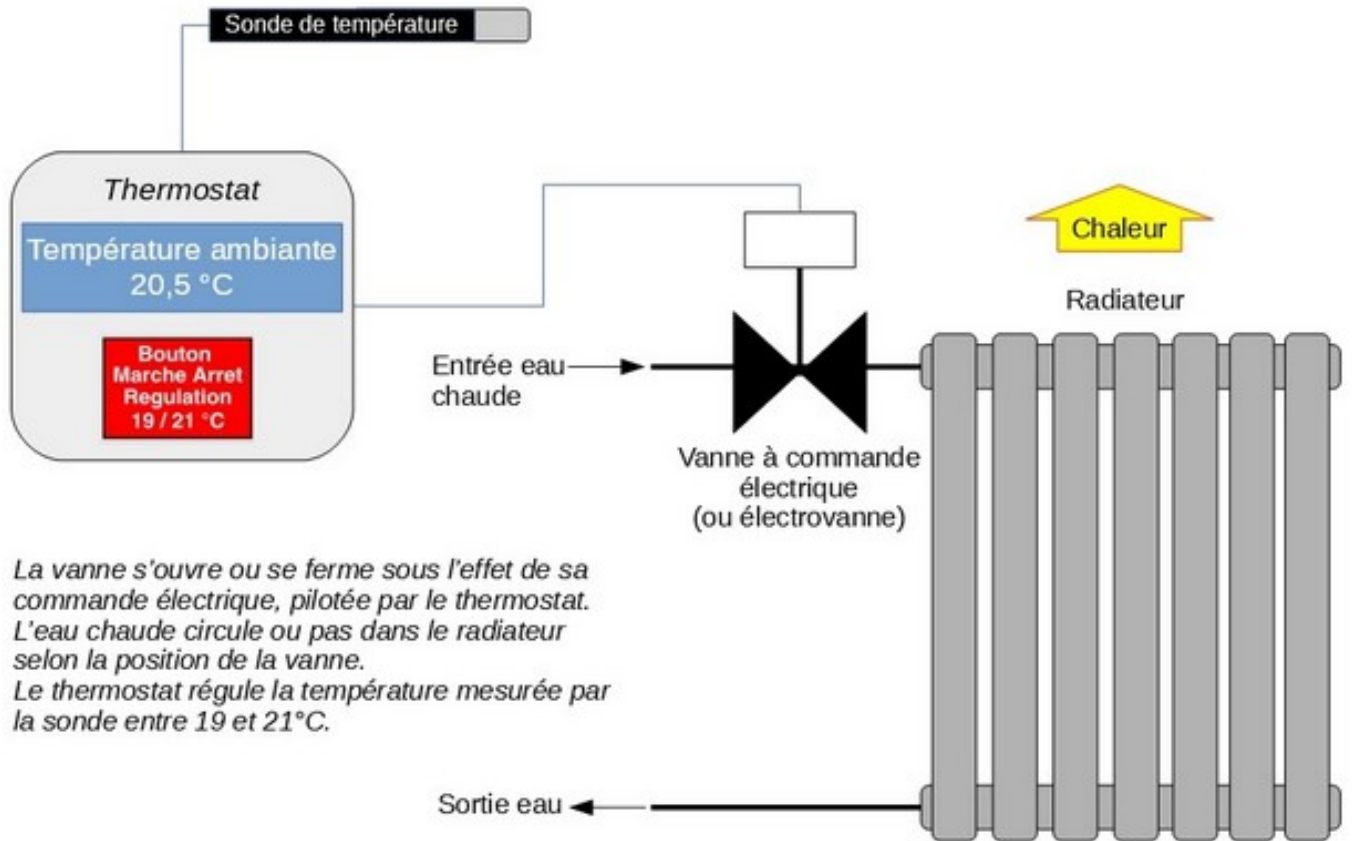 Sonde de température
Thermostat
Température ambiante
20,5 °C
Bouton
Marche Arret
Regulation
19 / 21 °C
Chaleur
Radiateur
Entrée eau
chaude
Vanne à commande
électrique
(ou électrovanne)
La vanne s'ouvre ou se ferme sous l'effet de sa
commande électrique, pilotée par le thermostat.
L'eau chaude circule ou pas dans le radiateur
selon la position de la vanne.
Le thermostat régule la température mesurée par
la sonde entre 19 et 21°C.
Sortie eau